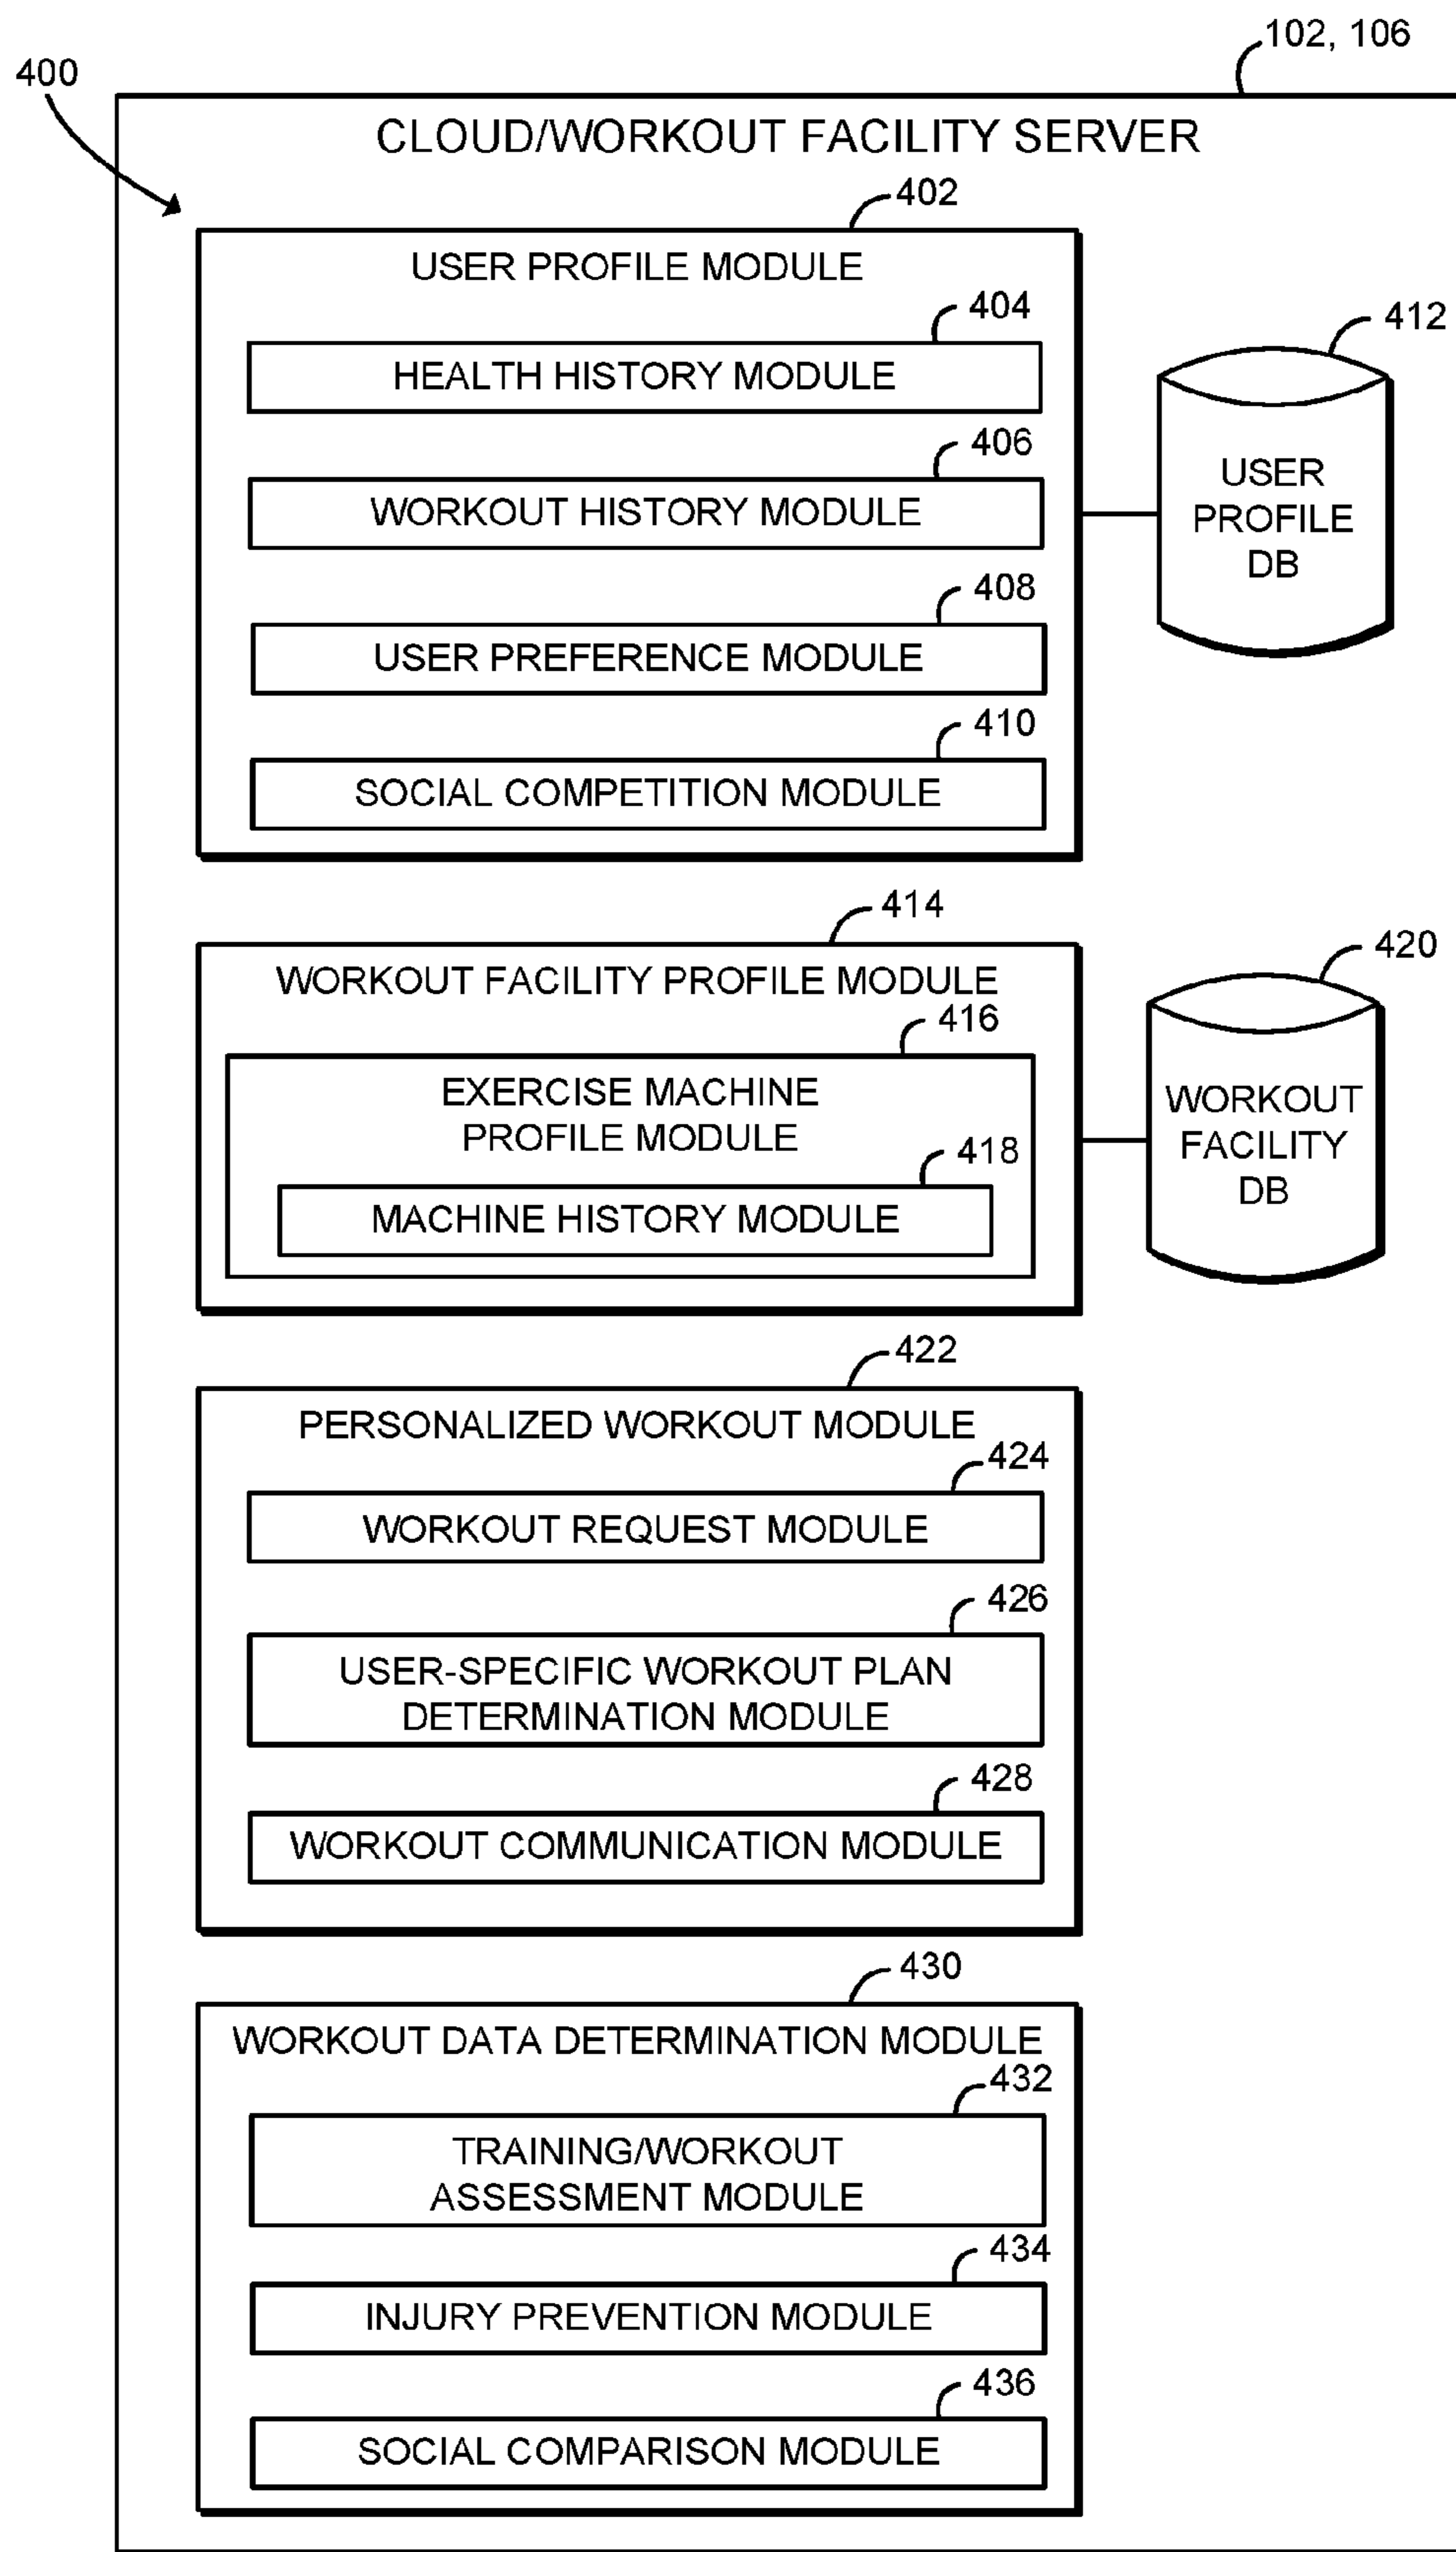 102, 106
400
CLOUD/WORKOUT FACILITY SERVER
402
USER PROFILE MODULE
404
HEALTH HISTORY MODULE
406
WORKOUT HISTORY MODULE
408
USER PREFERENCE MODULE
410
SOCIAL COMPETITION MODULE
412
USER
PROFILE
DB
414
WORKOUT FACILITY PROFILE MODULE
416
EXERCISE MACHINE
PROFILE MODULE
418
MACHINE HISTORY MODULE
420
WORKOUT
FACILITY
DB
422
PERSONALIZED WORKOUT MODULE
424
WORKOUT REQUEST MODULE
426
USER-SPECIFIC WORKOUT PLAN
DETERMINATION MODULE
428
WORKOUT COMMUNICATION MODULE
430
WORKOUT DATA DETERMINATION MODULE
432
TRAINING/WORKOUT
ASSESSMENT MODULE
434
INJURY PREVENTION MODULE
436
SOCIAL COMPARISON MODULE